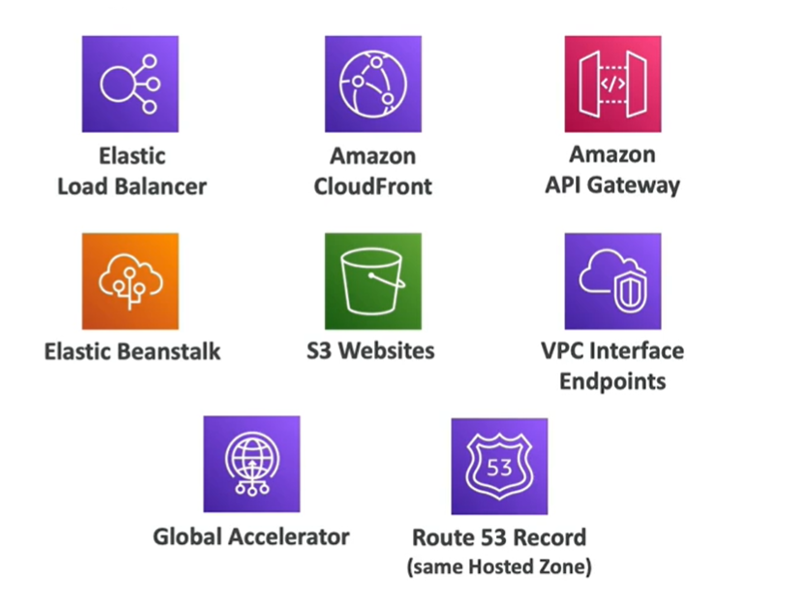 Elastic
Load Balancer
Amazon
CloudFront
</>
Amazon
API Gateway
Elastic Beanstalk
S3 Websites
VPC Interface
Endpoints
Global Accelerator
53
Route 53 Record
(same Hosted Zone)